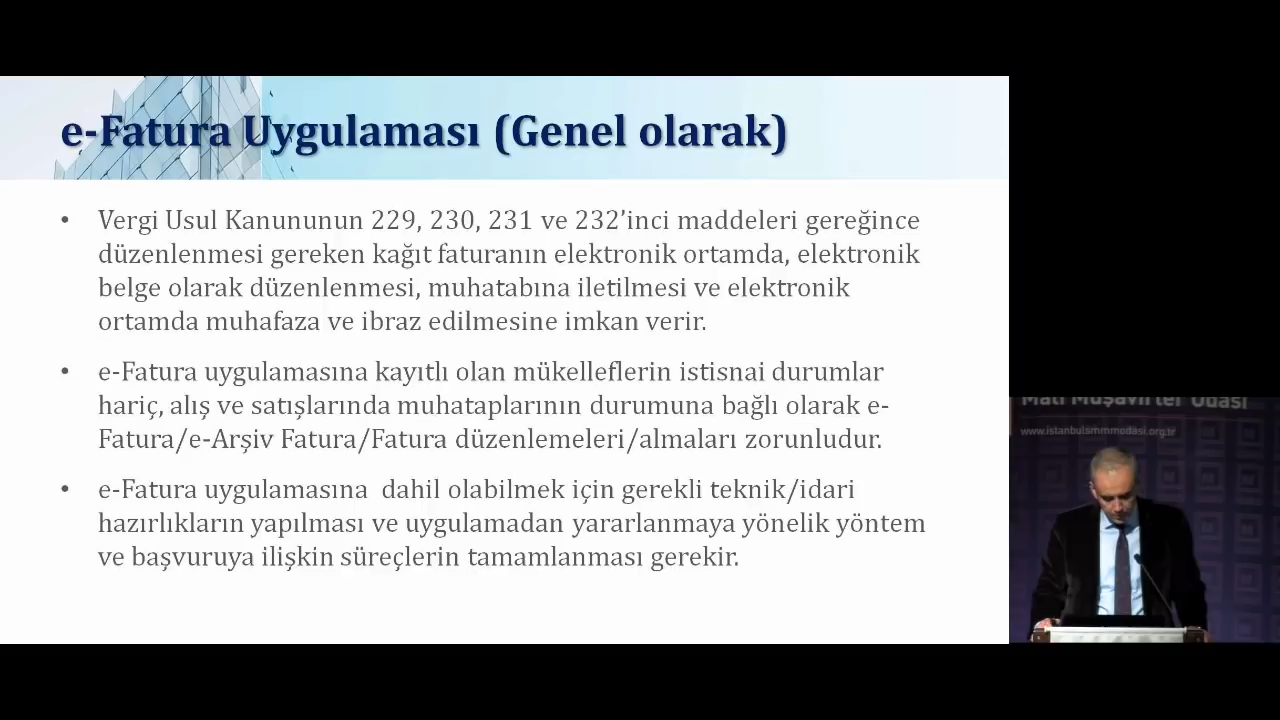 e-Fatura Uygulaması (Genel olarak)
• Vergi Usul Kanununun 229, 230, 231 ve 232’inci maddeleri gereğince
düzenlenmesi gereken kağıt faturanın elektronik ortamda, elektronik
belge olarak düzenlenmesi, muhatabına iletilmesi ve elektronik
ortamda muhafaza ve ibraz edilmesine imkan verir.
• e-Fatura uygulamasına kayıtlı olan mükelleflerin istisnai durumlar
hariç, alış ve satışlarında muhataplarının durumuna bağlı olarak e-
Fatura/e-Arşiv Fatura/Fatura düzenlemeleri/almaları zorunludur.
• e-Fatura uygulamasına  dahil olabilmek için gerekli teknik/idari
hazırlıkların yapılması ve uygulamadan yararlanmaya yönelik yöntem
ve başvuruya ilişkin süreçlerin tamamlanması gerekir.
Mali Müşavirler Odası
www.istanbulsmmmodasi.org.tr